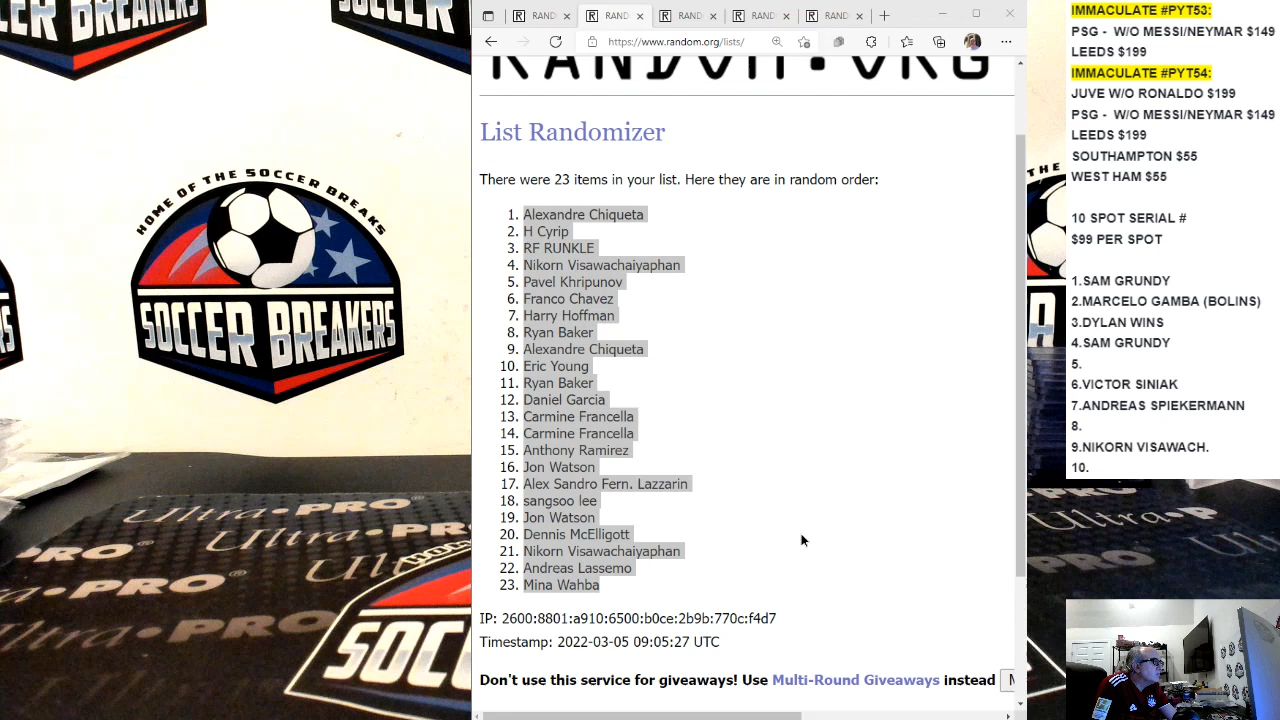 HOME OF THE SOCCER BREAKS
SOCCER BREAKERS
Ultra·PRO
RAND
RAND
RAND
RAND
RAND
https://www.random.org/lists/
RANDOM.ORG
List Randomizer
There were 23 items in your list. Here they are in random order:
1. Alexandre Chiqueta
2. H Cyrip
3. RF RUNKLE
4. Nikorn Visawachaiyaphan
5. Pavel Khripunov
6. Franco Chavez
7. Harry Hoffman
8. Ryan Baker
9. Alexandre Chiqueta
10. Eric Young
11. Ryan Baker
12. Daniel Garcia
13. Carmine Francella
14. Carmine Francella
15. Anthony Ramirez
16. Jon Watson
17. Alex Sandro Fern. Lazzarin
18. sangsoo lee
19. Jon Watson
20. Dennis McElligott
21. Nikorn Visawachaiyaphan
22. Andreas Lassemo
23. Mina Wahba
IP: 2600:8801:a910:6500:b0ce:2b9b:770c:f4d7
Timestamp: 2022-03-05 09:05:27 UTC
Don't use this service for giveaways! Use Multi-Round Giveaways instead
IMMACULATE #PYT53:
PSG - W/O MESSI/NEYMAR $149
LEEDS $199
IMMACULATE #PYT54:
JUVE W/O RONALDO $199
PSG - W/O MESSI/NEYMAR $149
LEEDS $199
SOUTHAMPTON $55
WEST HAM $55
10 SPOT SERIAL #
$99 PER SPOT
1.SAM GRUNDY
2.MARCELO GAMBA (BOLINS)
3.DYLAN WINS
4.SAM GRUNDY
5.
6.VICTOR SINIAK
7.ANDREAS SPIEKERMANN
8.
9.NIKORN VISAWACH.
10.